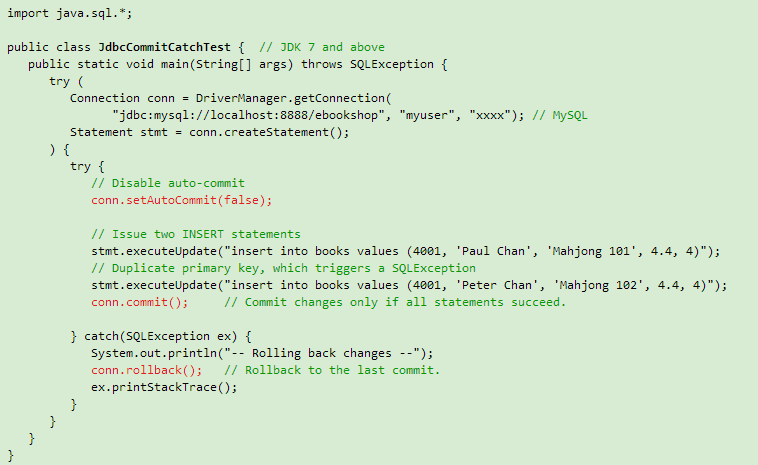 import java.sql.*;

public class JdbcCommitCatchTest {  // JDK 7 and above
   public static void main(String[] args) throws SQLException {
      try (
         Connection conn = DriverManager.getConnection(
               "jdbc:mysql://localhost:8888/ebookshop", "myuser", "xxxx"); // MySQL
         Statement stmt = conn.createStatement();
      ) {
         try {
            // Disable auto-commit
            conn.setAutoCommit(false);

            // Issue two INSERT statements
            stmt.executeUpdate("insert into books values (4001, 'Paul Chan', 'Mahjong 101', 4.4, 4)");
            // Duplicate primary key, which triggers a SQLException
            stmt.executeUpdate("insert into books values (4001, 'Peter Chan', 'Mahjong 102', 4.4, 4)");
            conn.commit();     // Commit changes only if all statements succeed.

         } catch(SQLException ex) {
            System.out.println("-- Rolling back changes --");
            conn.rollback();   // Rollback to the last commit.
            ex.printStackTrace();
         }
      }
   }
}